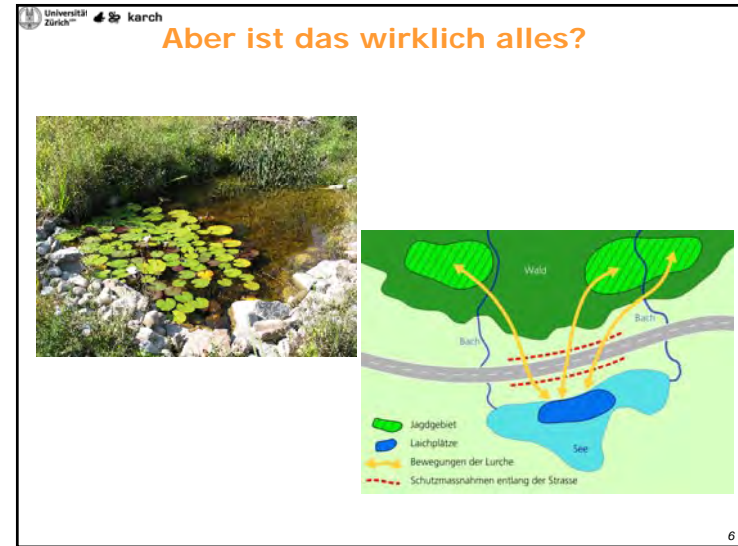 Universität
Zürich
karch
Aber ist das wirklich alles?
Wald
Bach
Bach
See
Jagdgebiet
Laichplätze
Bewegungen der Lurche
Schutzmassnahmen entlang der Strasse
6